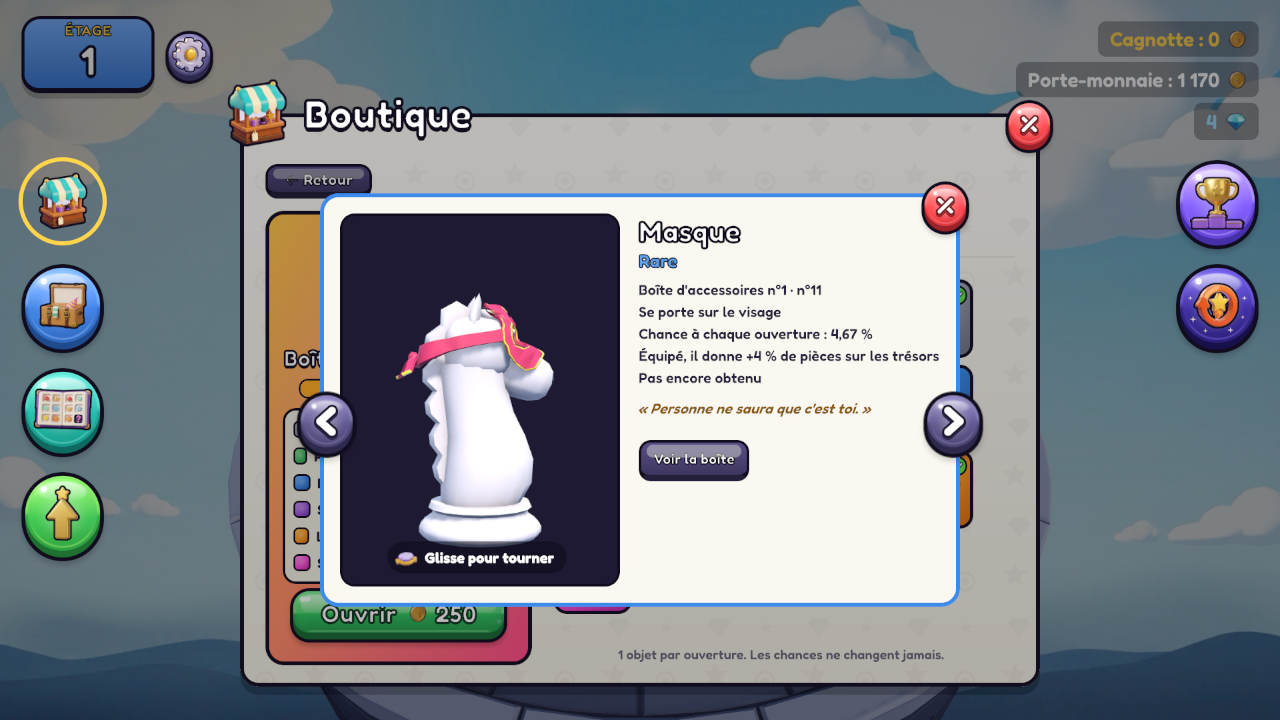 ÉTAGE
1
Cagnotte : 0
Porte-monnaie : 1 170
4
Boutique
← Retour
Masque
Rare
Boîte d'accessoires n°1 · n°11
Se porte sur le visage
Chance à chaque ouverture : 4,67 %
Équipé, il donne +4 % de pièces sur les trésors
Pas encore obtenu
« Personne ne saura que c'est toi. »
Voir la boîte
Glisse pour tourner
Ouvrir 250
1 objet par ouverture. Les chances ne changent jamais.